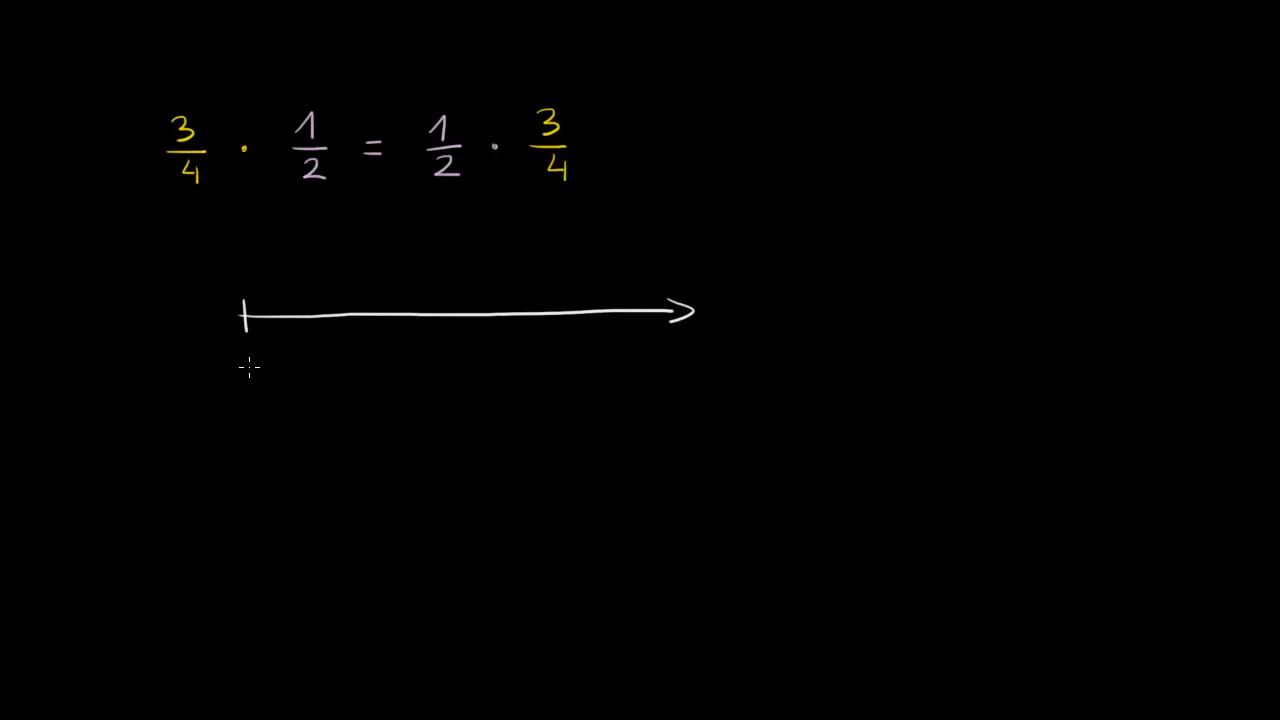 3/4 · 1/2 = 1/2 · 3/4